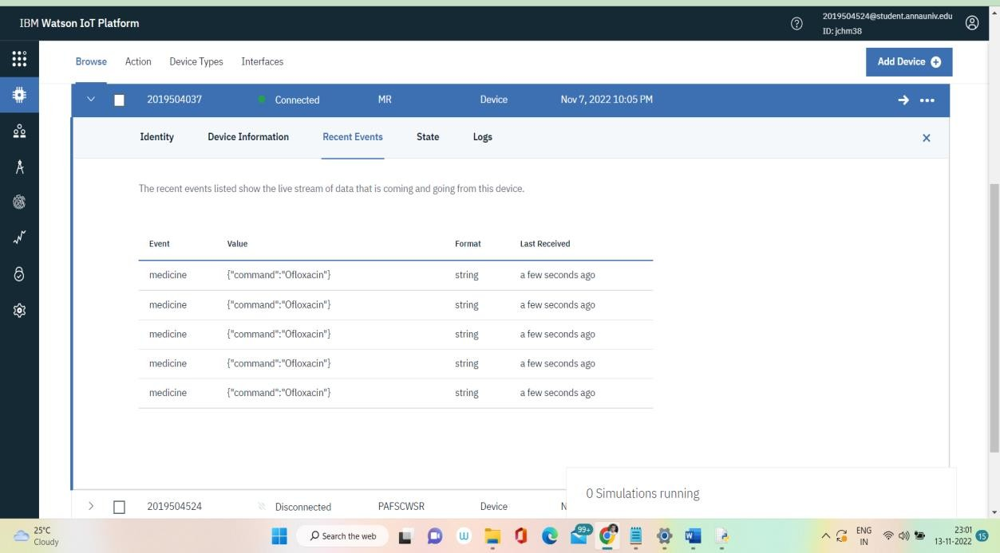 IBM Watson IoT Platform
2019504524@student.annauniv.edu
ID: jchm38
Browse Action Device Types Interfaces
Add Device
2019504037 Connected MR Device Nov 7, 2022 10:05 PM
Identity Device Information Recent Events State Logs
The recent events listed show the live stream of data that is coming and going from this device.
Event Value Format Last Received
medicine {"command":"Ofloxacin"} string a few seconds ago
medicine {"command":"Ofloxacin"} string a few seconds ago
medicine {"command":"Ofloxacin"} string a few seconds ago
medicine {"command":"Ofloxacin"} string a few seconds ago
medicine {"command":"Ofloxacin"} string a few seconds ago
0 Simulations running
2019504524 Disconnected PAFSCWSR Device N
25°C
Cloudy
Search the web
99+
ENG
IN
23:01
13-11-2022
15